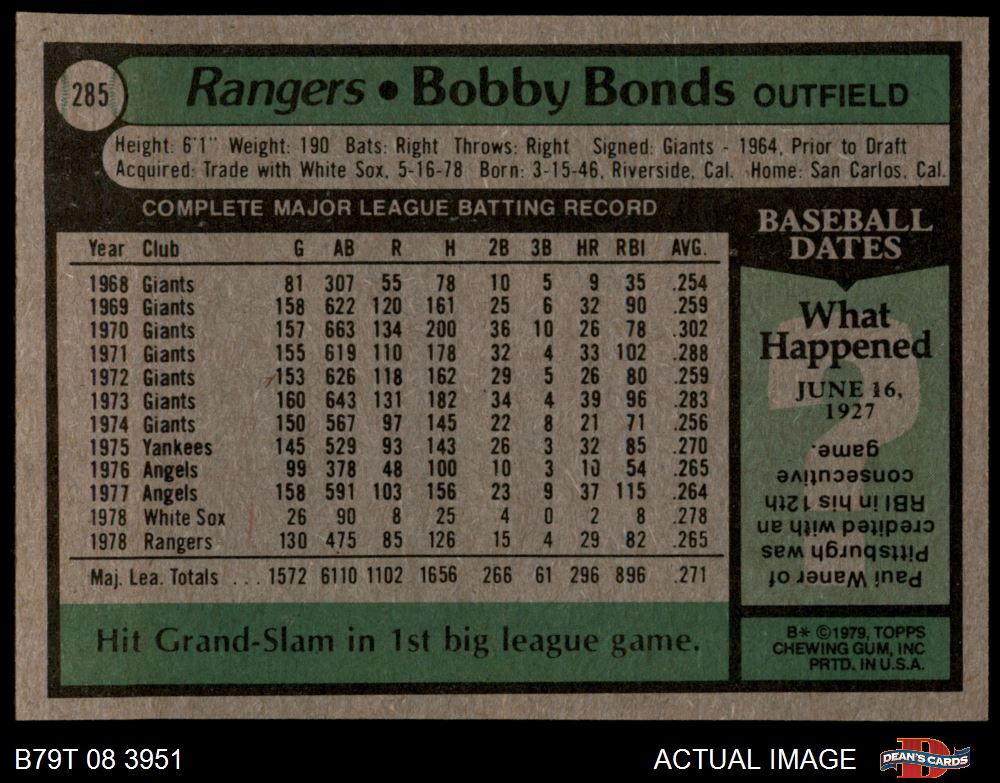 285
Rangers • Bobby Bonds OUTFIELD
Height: 6'1" Weight: 190 Bats: Right Throws: Right Signed: Giants - 1964, Prior to Draft
Acquired: Trade with White Sox, 5-16-78 Born: 3-15-46, Riverside, Cal. Home: San Carlos, Cal.
COMPLETE MAJOR LEAGUE BATTING RECORD
Year Club G AB R H 2B 3B HR RBI AVG.
1968 Giants 81 307 55 78 10 5 9 35 .254
1969 Giants 158 622 120 161 25 6 32 90 .259
1970 Giants 157 663 134 200 36 10 26 78 .302
1971 Giants 155 619 110 178 32 4 33 102 .288
1972 Giants 153 626 118 162 29 5 26 80 .259
1973 Giants 160 643 131 182 34 4 39 96 .283
1974 Giants 150 567 97 145 22 8 21 71 .256
1975 Yankees 145 529 93 143 26 3 32 85 .270
1976 Angels 99 378 48 100 10 3 10 54 .265
1977 Angels 158 591 103 156 23 9 37 115 .264
1978 White Sox 26 90 8 25 4 0 2 8 .278
1978 Rangers 130 475 85 126 15 4 29 82 .265
Maj. Lea. Totals ... 1572 6110 1102 1656 266 61 296 896 .271
Hit Grand-Slam in 1st big league game.
BASEBALL
DATES
What
Happened
JUNE 16,
1927
?
Paul Waner of
Pittsburgh was
credited with an
RBI in his 12th
consecutive
game.
B* ©1979, TOPPS
CHEWING GUM, INC
PRTD. IN U.S.A.
B79T 08 3951
ACTUAL IMAGE
D
DEAN'S CARDS